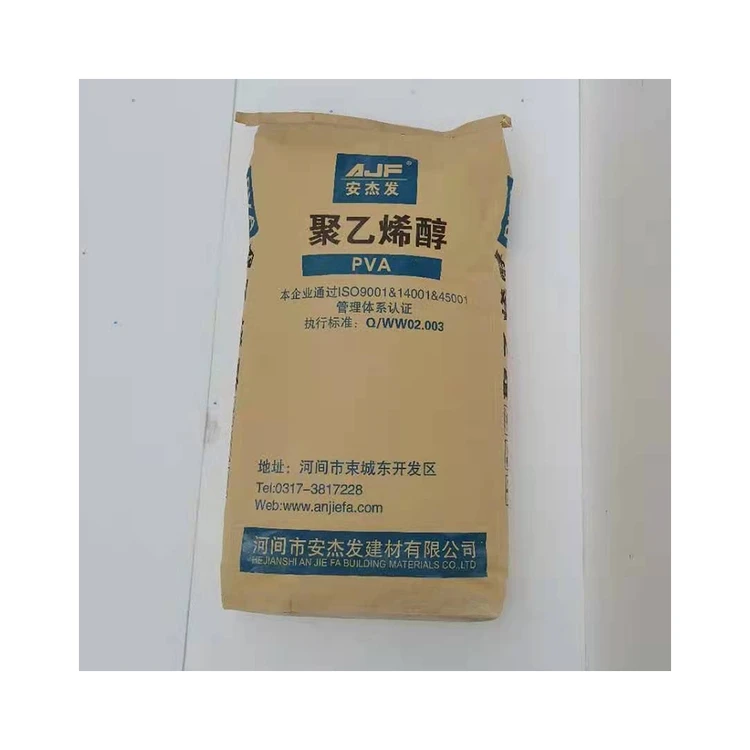 AJF®
安杰发
聚乙烯醇
PVA
本企业通过ISO9001&14001&45001
管理体系认证
执行标准：Q/WW02.003
地址：河间市束城东开发区
Tel:0317-3817228
Web:www.anjiefa.com
河间市安杰发建材有限公司
HEJIANSHI AN JIE FA BUILDING MATERIALS CO.,LTD